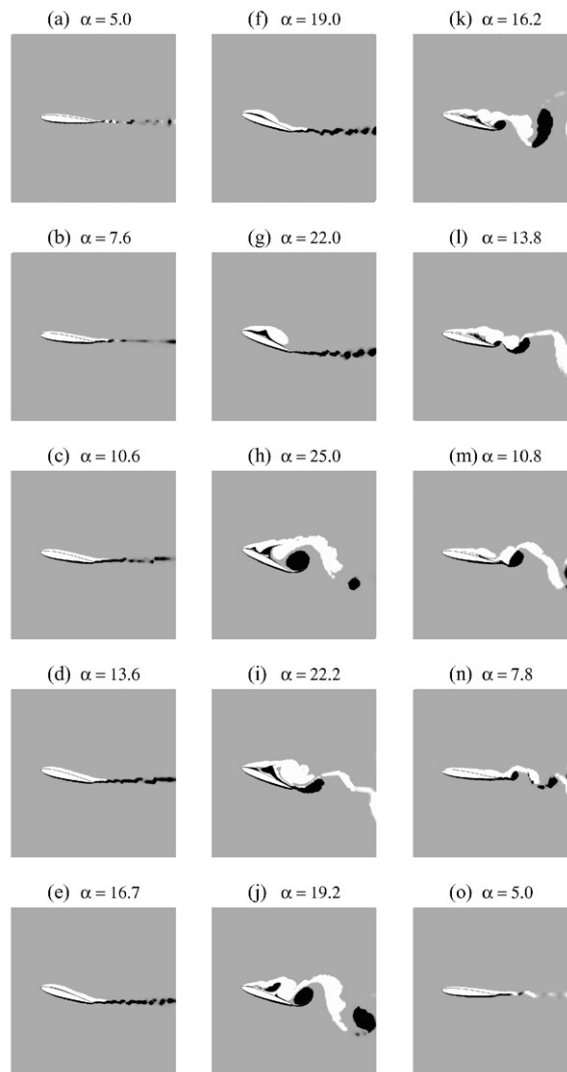 (a) α = 5.0
(f) α = 19.0
(k) α = 16.2
(b) α = 7.6
(g) α = 22.0
(l) α = 13.8
(c) α = 10.6
(h) α = 25.0
(m) α = 10.8
(d) α = 13.6
(i) α = 22.2
(n) α = 7.8
(e) α = 16.7
(j) α = 19.2
(o) α = 5.0